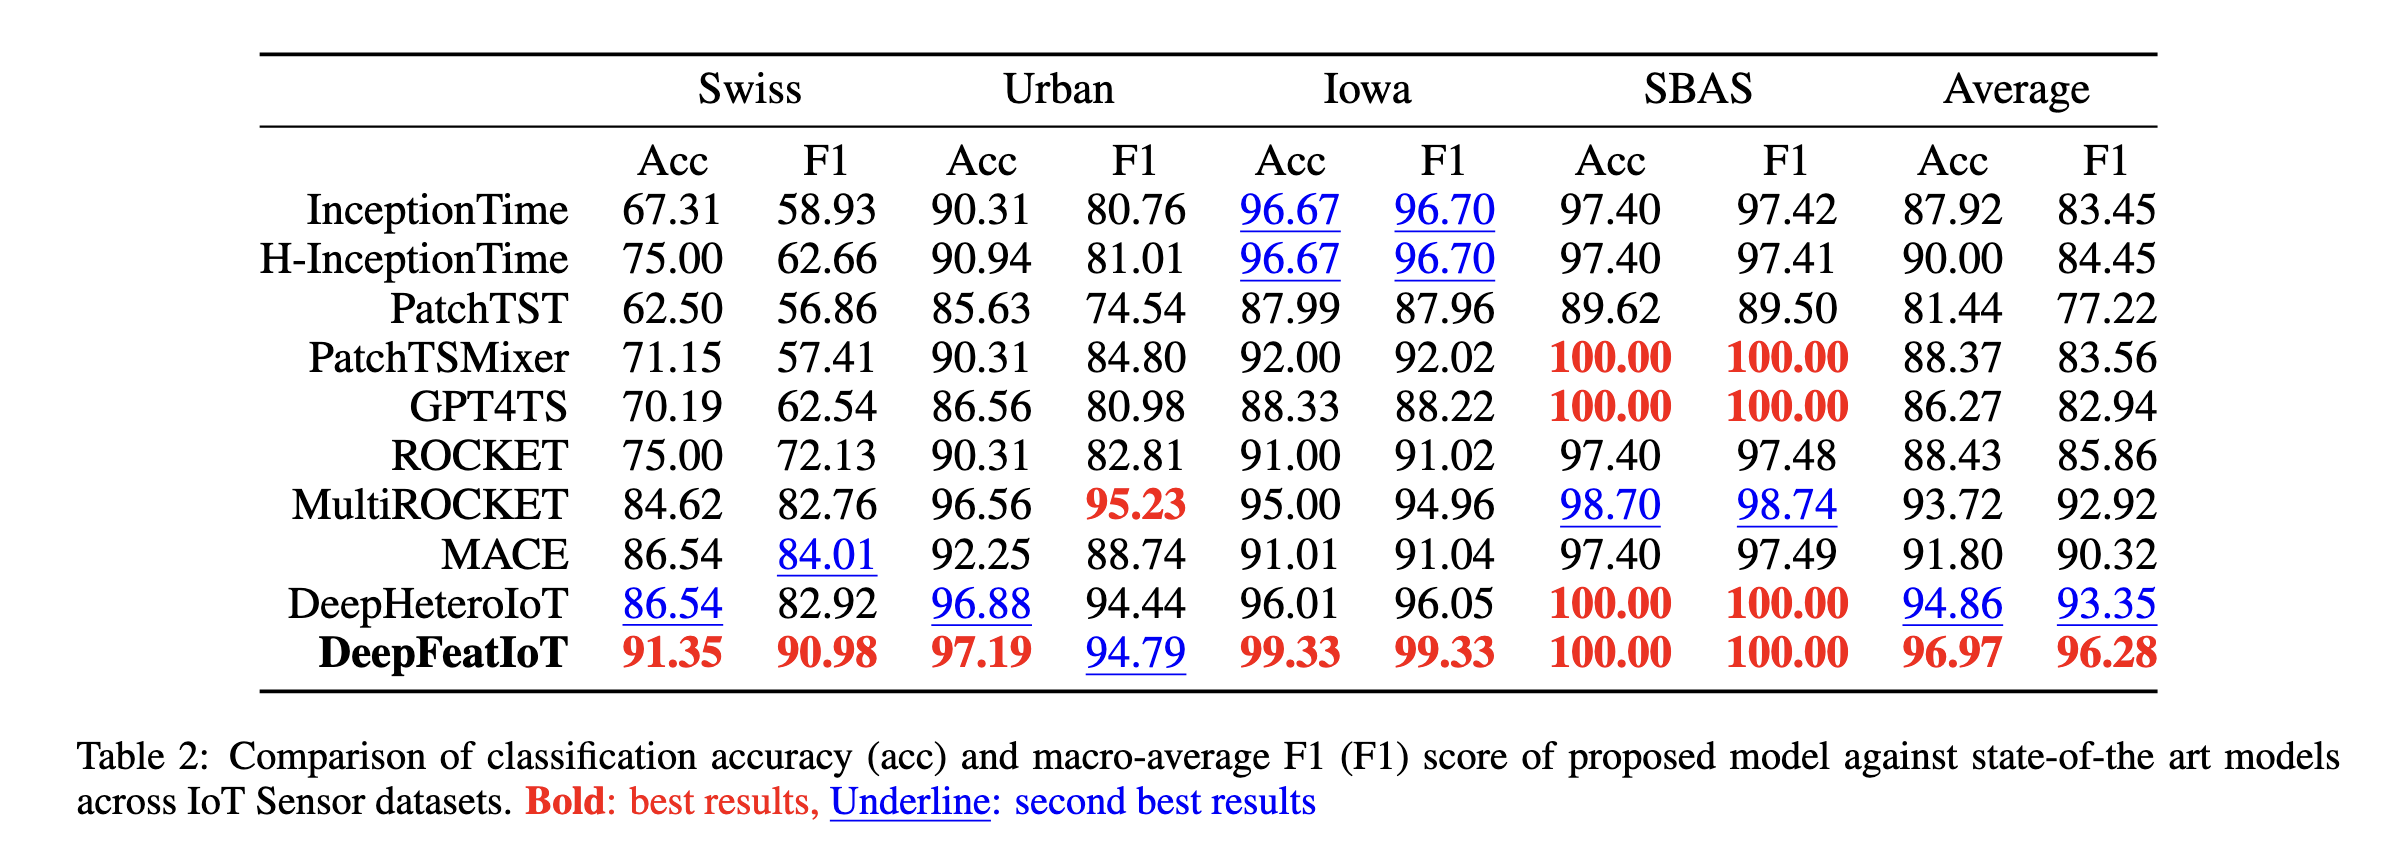 Swiss Urban Iowa SBAS Average
Acc F1 Acc F1 Acc F1 Acc F1 Acc F1
InceptionTime 67.31 58.93 90.31 80.76 96.67 96.70 97.40 97.42 87.92 83.45
H-InceptionTime 75.00 62.66 90.94 81.01 96.67 96.70 97.40 97.41 90.00 84.45
PatchTST 62.50 56.86 85.63 74.54 87.99 87.96 89.62 89.50 81.44 77.22
PatchTSMixer 71.15 57.41 90.31 84.80 92.00 92.02 100.00 100.00 88.37 83.56
GPT4TS 70.19 62.54 86.56 80.98 88.33 88.22 100.00 100.00 86.27 82.94
ROCKET 75.00 72.13 90.31 82.81 91.00 91.02 97.40 97.48 88.43 85.86
MultiROCKET 84.62 82.76 96.56 95.23 95.00 94.96 98.70 98.74 93.72 92.92
MACE 86.54 84.01 92.25 88.74 91.01 91.04 97.40 97.49 91.80 90.32
DeepHeteroIoT 86.54 82.92 96.88 94.44 96.01 96.05 100.00 100.00 94.86 93.35
DeepFeatIoT 91.35 90.98 97.19 94.79 99.33 99.33 100.00 100.00 96.97 96.28
Table 2: Comparison of classification accuracy (acc) and macro-average F1 (F1) score of proposed model against state-of-the art models
across IoT Sensor datasets. Bold: best results, Underline: second best results